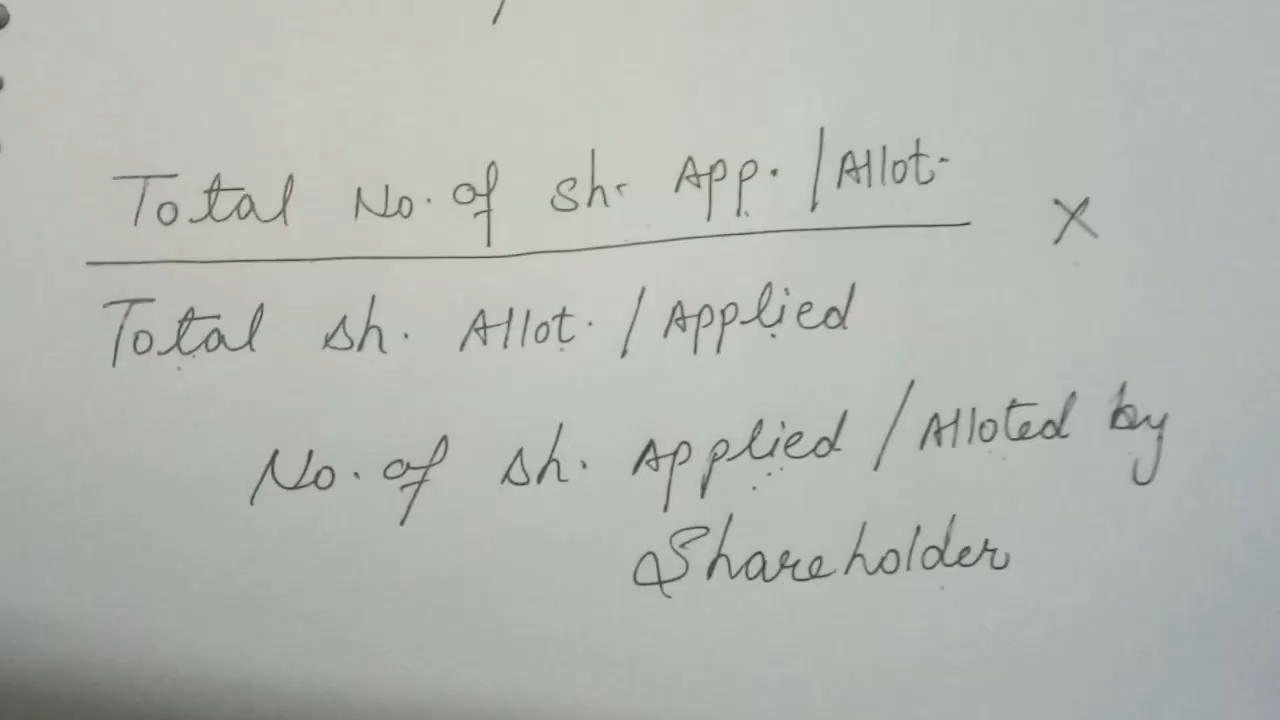 Total No. of sh. App. / Allot. X
Total sh. Allot. / Applied
No. of sh. Applied / Alloted by
Shareholder